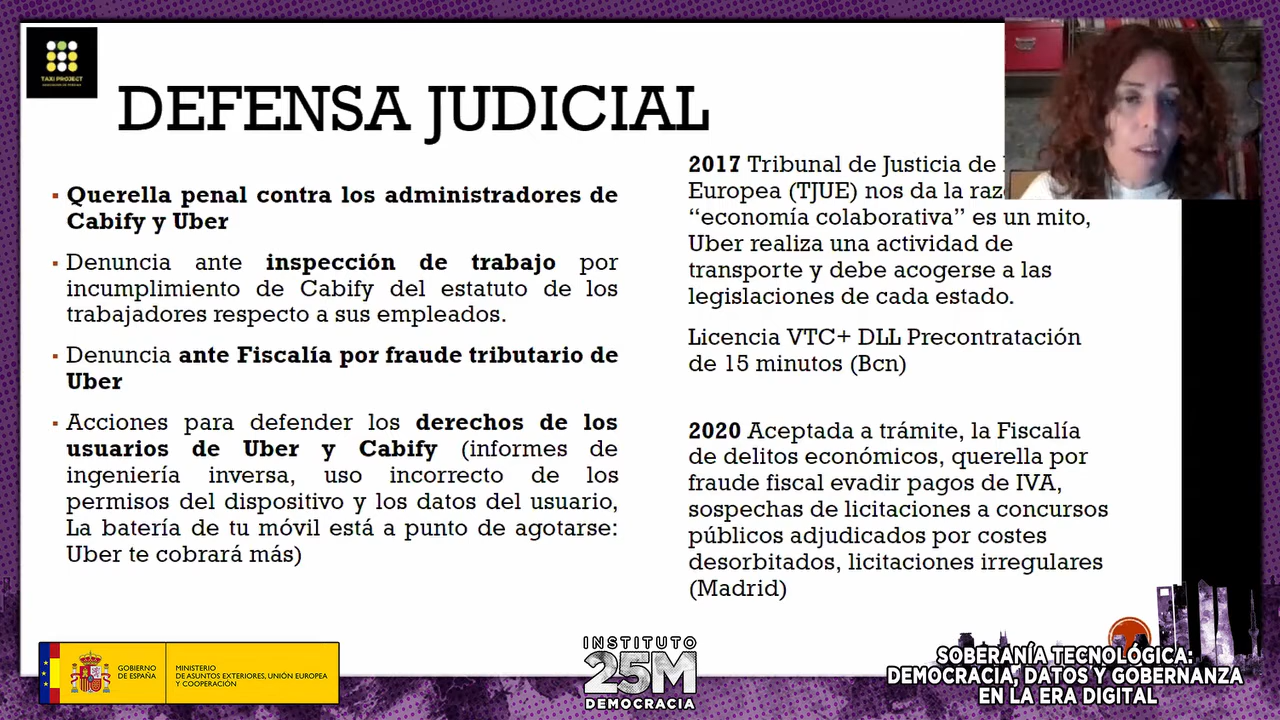 TAXI PROJECT
DEFENSA JUDICIAL
Querella penal contra los administradores de
Cabify y Uber
Denuncia ante inspección de trabajo por
incumplimiento de Cabify del estatuto de los
trabajadores respecto a sus empleados.
Denuncia ante Fiscalía por fraude tributario de
Uber
Acciones para defender los derechos de los
usuarios de Uber y Cabify (informes de
ingeniería inversa, uso incorrecto de los
permisos del dispositivo y los datos del usuario,
La batería de tu móvil está a punto de agotarse:
Uber te cobrará más)
2017 Tribunal de Justicia de
Europea (TJUE) nos da la
“economía colaborativa” es un mito,
Uber realiza una actividad de
transporte y debe acogerse a las
legislaciones de cada estado.
Licencia VTC+ DLL Precontratación
de 15 minutos (Bcn)
2020 Aceptada a trámite, la Fiscalía
de delitos económicos, querella por
fraude fiscal evadir pagos de IVA,
sospechas de licitaciones a concursos
públicos adjudicados por costes
desorbitados, licitaciones irregulares
(Madrid)
GOBIERNO
DE ESPAÑA
MINISTERIO
DE ASUNTOS EXTERIORES, UNIÓN EUROPEA
Y COOPERACIÓN
INSTITUTO
25M
DEMOCRACIA
SOBERANÍA TECNOLÓGICA:
DEMOCRACIA, DATOS Y GOBERNANZA
EN LA ERA DIGITAL